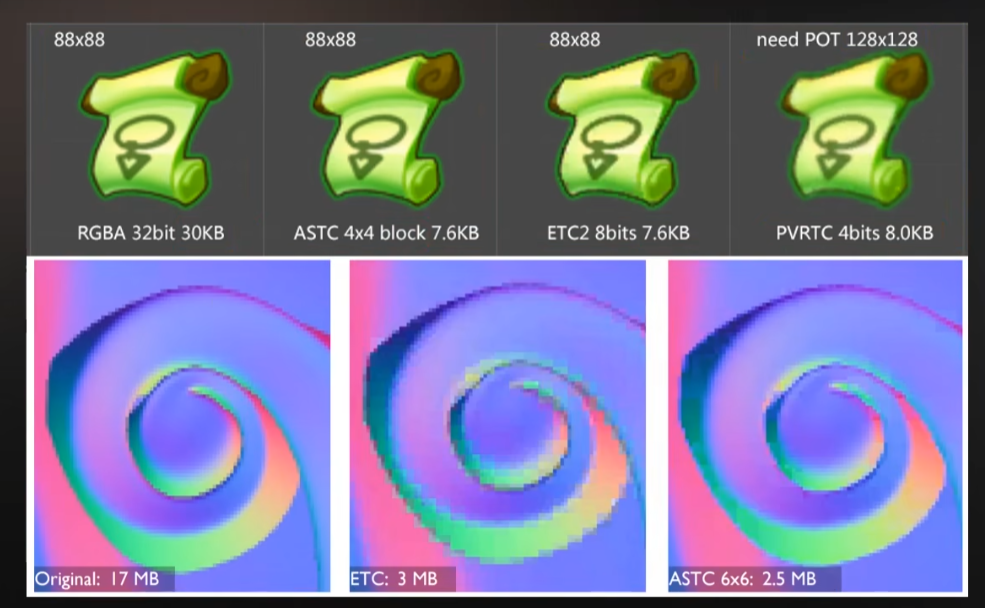 88x88
88x88
88x88
need POT 128x128
RGBA 32bit 30KB
ASTC 4x4 block 7.6KB
ETC2 8bits 7.6KB
PVRTC 4bits 8.0KB
Original: 17 MB
ETC: 3 MB
ASTC 6x6: 2.5 MB